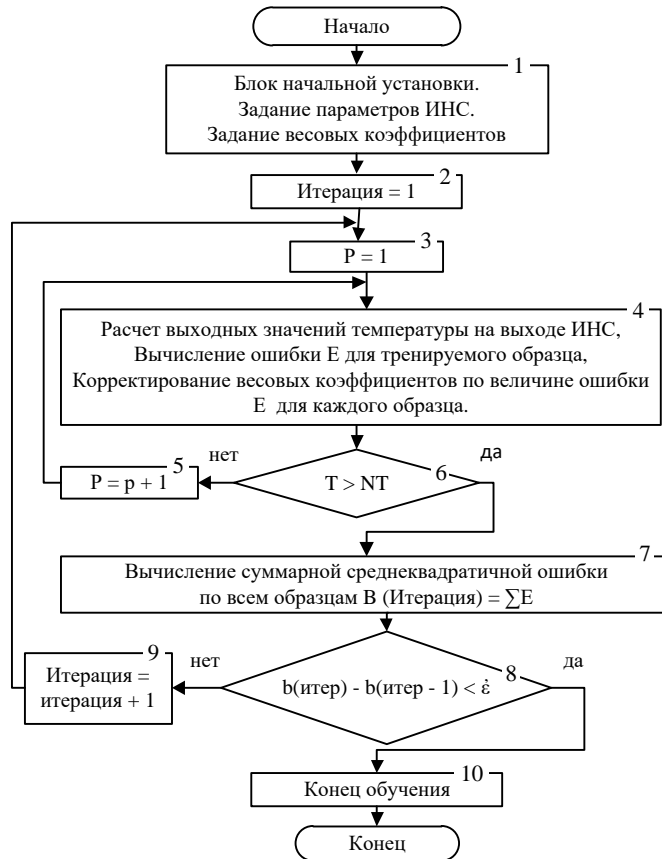 Начало
1
Блок начальной установки.
Задание параметров ИНС.
Задание весовых коэффициентов
2
Итерация = 1
3
P = 1
4
Расчет выходных значений температуры на выходе ИНС,
Вычисление ошибки E для тренируемого образца,
Корректирование весовых коэффициентов по величине ошибки
E для каждого образца.
5
P = p + 1
нет
6
T > NT
да
7
Вычисление суммарной среднеквадратичной ошибки
по всем образцам B (Итерация) = ∑E
9
Итерация =
итерация + 1
нет
8
b(итер) - b(итер - 1) < ε̇
да
10
Конец обучения
Конец